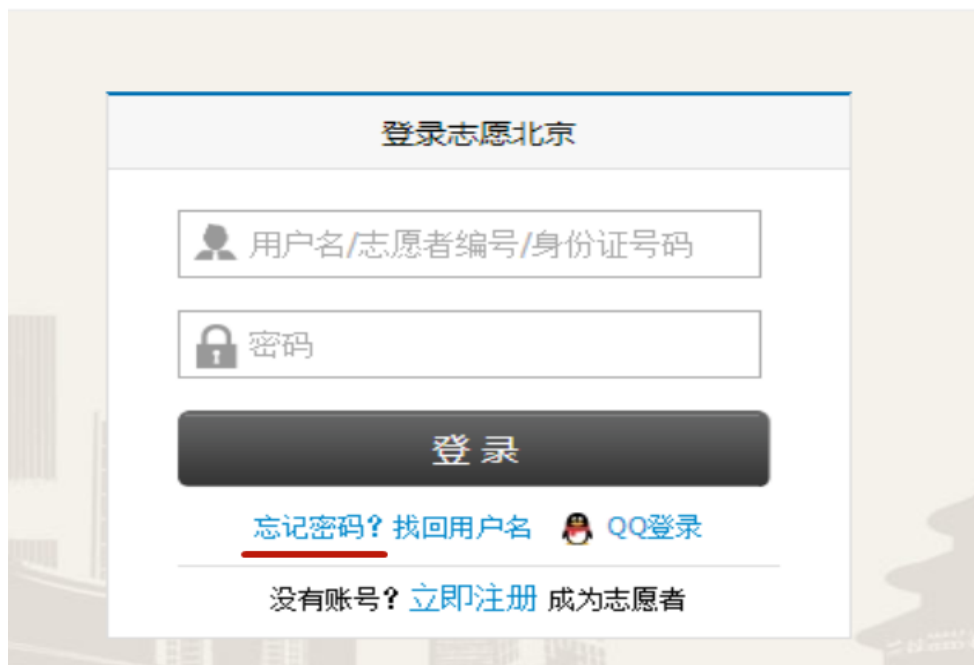 登录志愿北京
用户名/志愿者编号/身份证号码
密码
登 录
忘记密码? 找回用户名 QQ登录
没有账号? 立即注册 成为志愿者